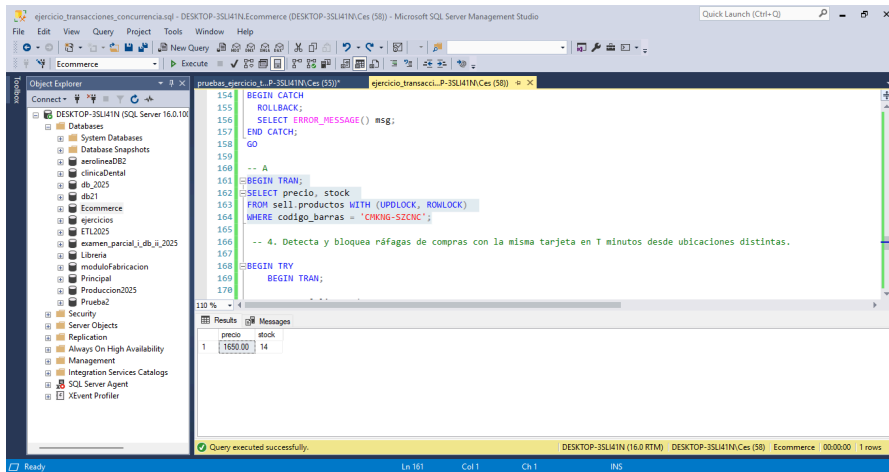 ejercicio_transacciones_concurrencia.sql - DESKTOP-3SLI41N.Ecommerce (DESKTOP-3SLI41N\Ces (58)) - Microsoft SQL Server Management Studio
Quick Launch (Ctrl+Q)
File Edit View Query Project Tools Window Help
New Query
Ecommerce
Execute
Toolbox
Object Explorer
Connect
DESKTOP-3SLI41N (SQL Server 16.0.100
Databases
System Databases
Database Snapshots
aerolineaDB2
clinicaDental
db_2025
db21
Ecommerce
ejercicios
ETL2025
examen_parcial_i_db_ii_2025
Libreria
moduloFabricacion
Principal
Produccion2025
Prueba2
Security
Server Objects
Replication
Always On High Availability
Management
Integration Services Catalogs
SQL Server Agent
XEvent Profiler
pruebas_ejercicio_t...P-3SLI41N\Ces (55))*
ejercicio_transacci...P-3SLI41N\Ces (58))
154 BEGIN CATCH
155 ROLLBACK;
156 SELECT ERROR_MESSAGE() msg;
157 END CATCH;
158 GO
159
160 -- A
161 BEGIN TRAN;
162 SELECT precio, stock
163 FROM sell.productos WITH (UPDLOCK, ROWLOCK)
164 WHERE codigo_barras = 'CMKNG-SZCNC';
165
166 -- 4. Detecta y bloquea ráfagas de compras con la misma tarjeta en T minutos desde ubicaciones distintas.
167
168 BEGIN TRY
169 BEGIN TRAN;
170
110 %
Results Messages
precio stock
1 1650.00 14
Query executed successfully.
DESKTOP-3SLI41N (16.0 RTM) DESKTOP-3SLI41N\Ces (58) Ecommerce 00:00:00 1 rows
Ready Ln 161 Col 1 Ch 1 INS